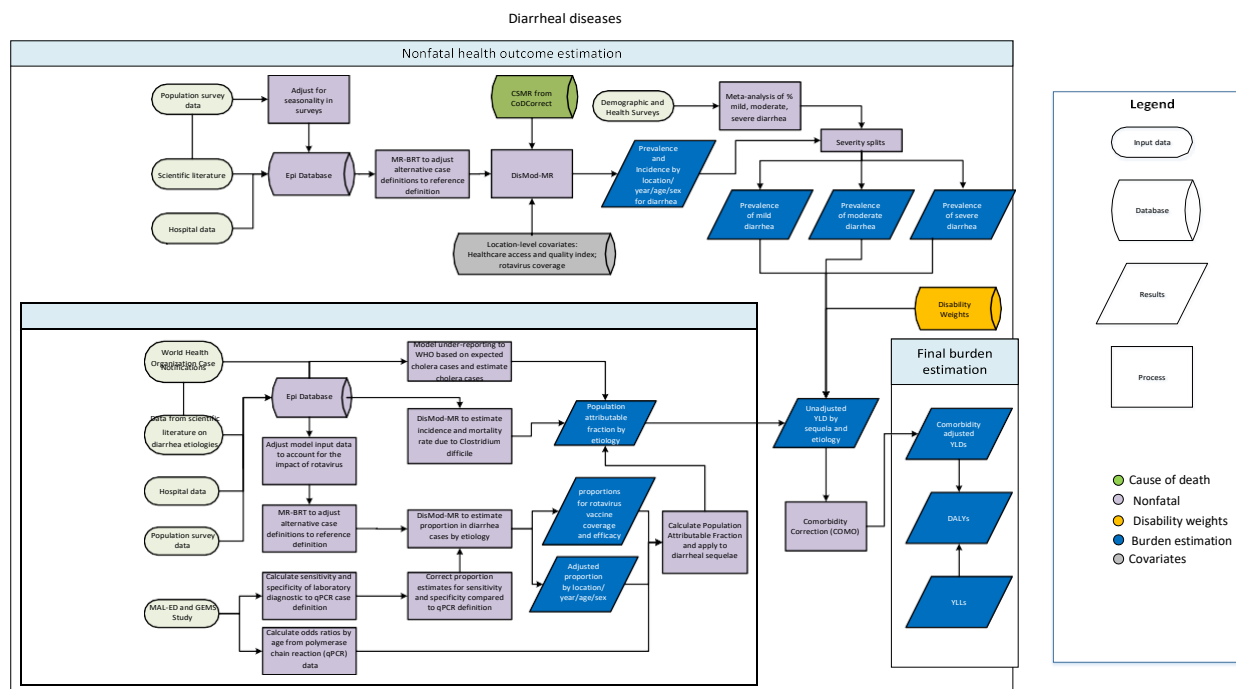 Diarrheal diseases
Nonfatal health outcome estimation
Population survey
data
Adjust for
seasonality in
surveys
CSMR from
CoDCorrect
Demographic and
Health Surveys
Meta-analysis of %
mild, moderate,
severe diarrhea
Severity splits
Scientific literature
Epi Database
MR-BRT to adjust
alternative case
definitions to reference
definition
DisMod-MR
Prevalence
and
Incidence by
location/
year/age/sex
for diarrhea
Hospital data
Prevalence
of mild
diarrhea
Prevalence
of moderate
diarrhea
Prevalence
of severe
diarrhea
Location-level covariates:
Healthcare access and quality index;
rotavirus coverage
Disability
Weights
World Health
Organization Case
Notifications
Model under-reporting to
WHO based on expected
cholera cases and estimate
cholera cases
Epi Database
Data from scientific
literature on
diarrhea etiologies
DisMod-MR to estimate
incidence and mortality
rate due to Clostridium
difficile
Population
attributable
fraction by
etiology
Unadjusted
YLD by
sequela and
etiology
Adjust model input data
to account for the
impact of rotavirus
Hospital data
Population survey
data
MR-BRT to adjust
alternative case
definitions to reference
definition
DisMod-MR to estimate
proportion in diarrhea
cases by etiology
proportions
for rotavirus
vaccine
coverage
and efficacy
Adjusted
proportion
by location/
year/age/sex
Calculate Population
Attributable Fraction
and apply to
diarrheal sequelae
Comorbidity
Correction (COMO)
MAL-ED and GEMS
Study
Calculate sensitivity and
specificity of laboratory
diagnostic to qPCR case
definition
Correct proportion
estimates for sensitivity
and specificity compared
to qPCR definition
Calculate odds ratios by
age from polymerase
chain reaction (qPCR)
data
Final burden
estimation
Comorbidity
adjusted
YLDs
DALYs
YLLs
Legend
Input data
Database
Results
Process
Cause of death
Nonfatal
Disability weights
Burden estimation
Covariates